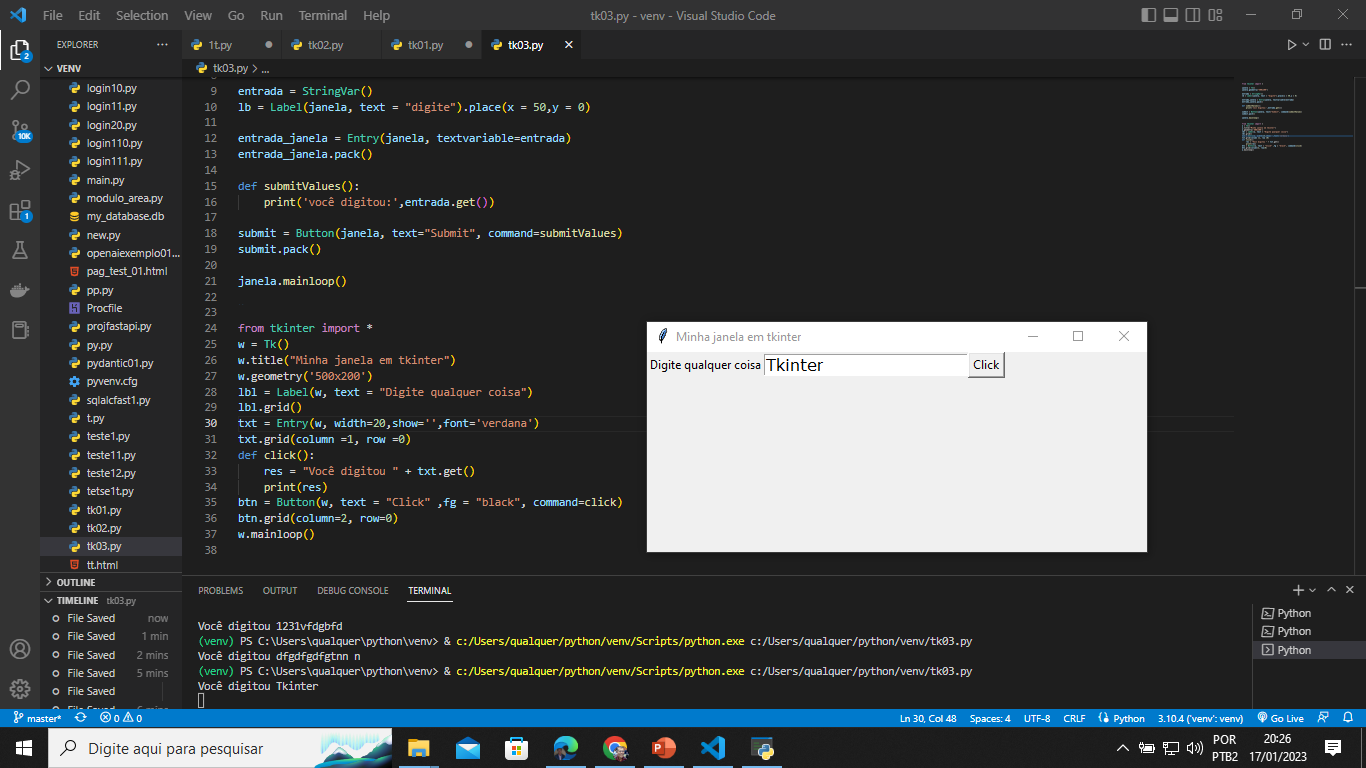 File Edit Selection View Go Run Terminal Help tk03.py - venv - Visual Studio Code
EXPLORER
1t.py tk02.py tk01.py tk03.py
VENV
tk03.py > ...
login10.py
login11.py
login20.py
login110.py
login111.py
main.py
modulo_area.py
my_database.db
new.py
openaiexemplo01...
pag_test_01.html
pp.py
Procfile
projfastapi.py
py.py
pydantic01.py
pyvenv.cfg
sqlalcfast1.py
t.py
teste1.py
teste11.py
teste12.py
tetse1t.py
tk01.py
tk02.py
tk03.py
tt.html
OUTLINE
TIMELINE tk03.py
File Saved now
File Saved 1 min
File Saved 2 mins
File Saved 5 mins
File Saved
2
10K
1
9 entrada = StringVar()
10 lb = Label(janela, text = "digite").place(x = 50,y = 0)
11
12 entrada_janela = Entry(janela, textvariable=entrada)
13 entrada_janela.pack()
14
15 def submitValues():
16 print('você digitou:',entrada.get())
17
18 submit = Button(janela, text="Submit", command=submitValues)
19 submit.pack()
20
21 janela.mainloop()
22
23
24 from tkinter import *
25 w = Tk()
26 w.title("Minha janela em tkinter")
27 w.geometry('500x200')
28 lbl = Label(w, text = "Digite qualquer coisa")
29 lbl.grid()
30 txt = Entry(w, width=20,show='',font='verdana')
31 txt.grid(column =1, row =0)
32 def click():
33 res = "Você digitou " + txt.get()
34 print(res)
35 btn = Button(w, text = "Click" ,fg = "black", command=click)
36 btn.grid(column=2, row=0)
37 w.mainloop()
38
Minha janela em tkinter
Digite qualquer coisa Tkinter Click
PROBLEMS OUTPUT DEBUG CONSOLE TERMINAL
Você digitou 1231vfdgbfd
(venv) PS C:\Users\qualquer\python\venv> & c:/Users/qualquer/python/venv/Scripts/python.exe c:/Users/qualquer/python/venv/tk03.py
Você digitou dfgdfgdfgtnn n
(venv) PS C:\Users\qualquer\python\venv> & c:/Users/qualquer/python/venv/Scripts/python.exe c:/Users/qualquer/python/venv/tk03.py
Você digitou Tkinter
Python
Python
Python
master* 0 0 Ln 30, Col 48 Spaces: 4 UTF-8 CRLF Python 3.10.4 ('venv': venv) Go Live
Digite aqui para pesquisar
POR
PTB2
20:26
17/01/2023